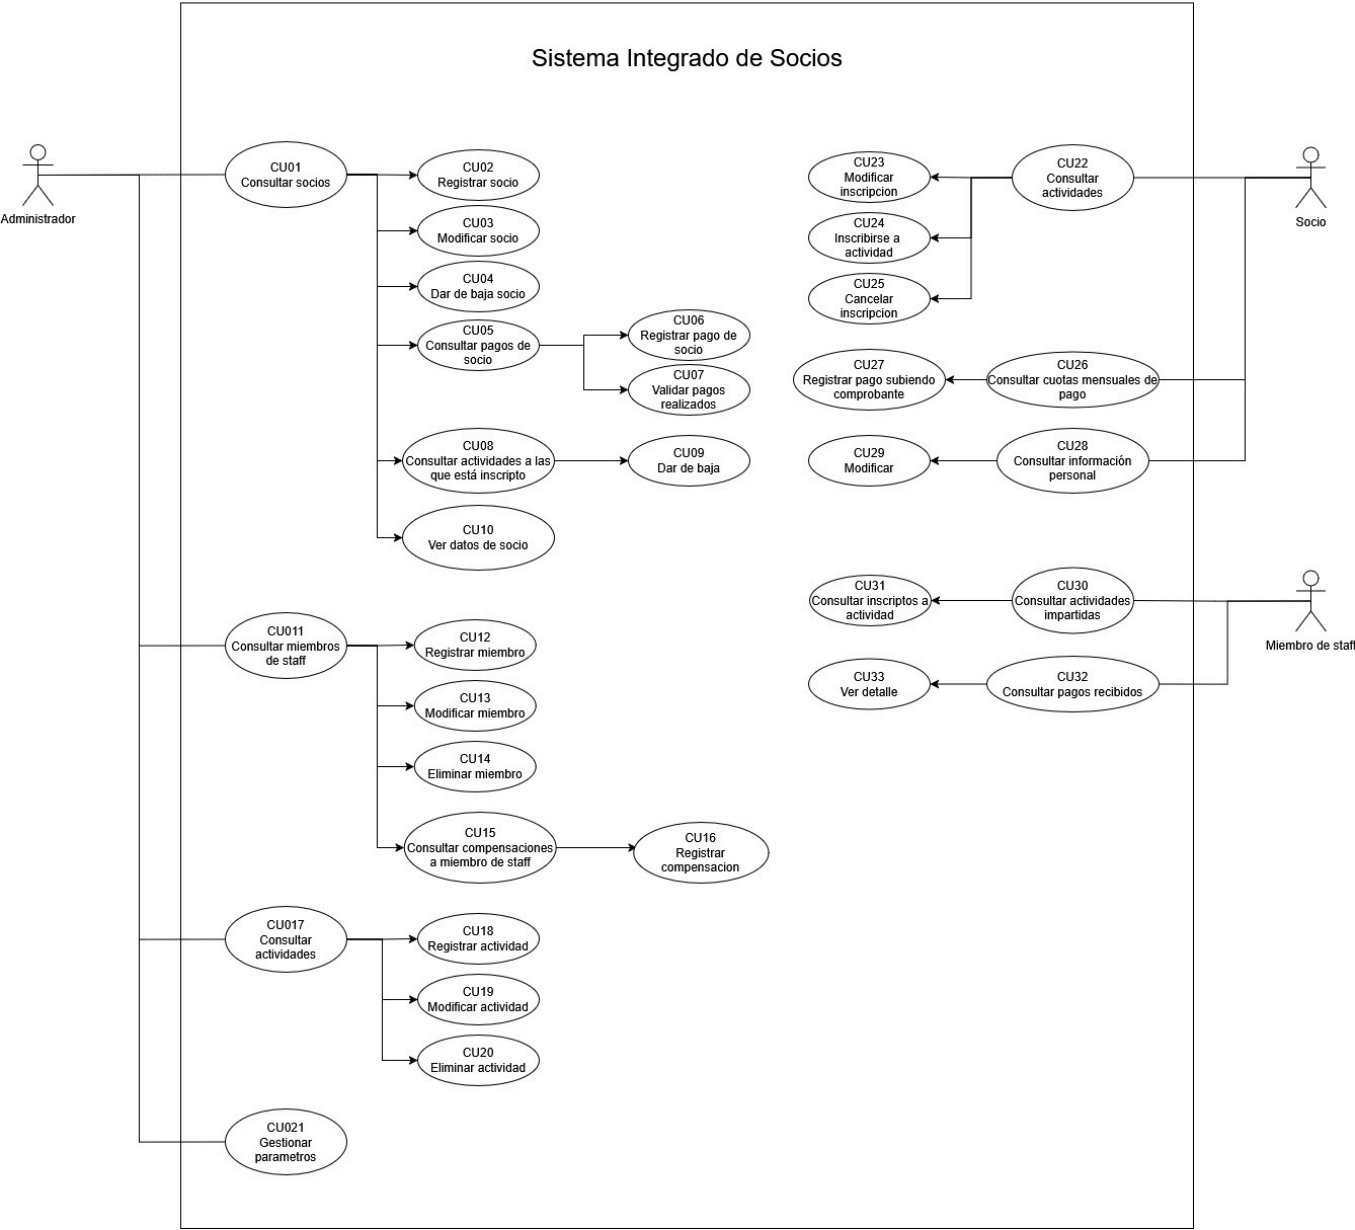 Sistema Integrado de Socios
Administrador
CU01
Consultar socios
CU02
Registrar socio
CU03
Modificar socio
CU04
Dar de baja socio
CU05
Consultar pagos de
socio
CU06
Registrar pago de
socio
CU07
Validar pagos
realizados
CU08
Consultar actividades a las
que está inscripto
CU09
Dar de baja
CU10
Ver datos de socio
CU011
Consultar miembros
de staff
CU12
Registrar miembro
CU13
Modificar miembro
CU14
Eliminar miembro
CU15
Consultar compensaciones
a miembro de staff
CU16
Registrar
compensacion
CU017
Consultar
actividades
CU18
Registrar actividad
CU19
Modificar actividad
CU20
Eliminar actividad
CU021
Gestionar
parametros
Socio
CU22
Consultar
actividades
CU23
Modificar
inscripcion
CU24
Inscribirse a
actividad
CU25
Cancelar
inscripcion
CU26
Consultar cuotas mensuales de
pago
CU27
Registrar pago subiendo
comprobante
CU28
Consultar información
personal
CU29
Modificar
Miembro de staff
CU30
Consultar actividades
impartidas
CU31
Consultar inscriptos a
actividad
CU32
Consultar pagos recibidos
CU33
Ver detalle